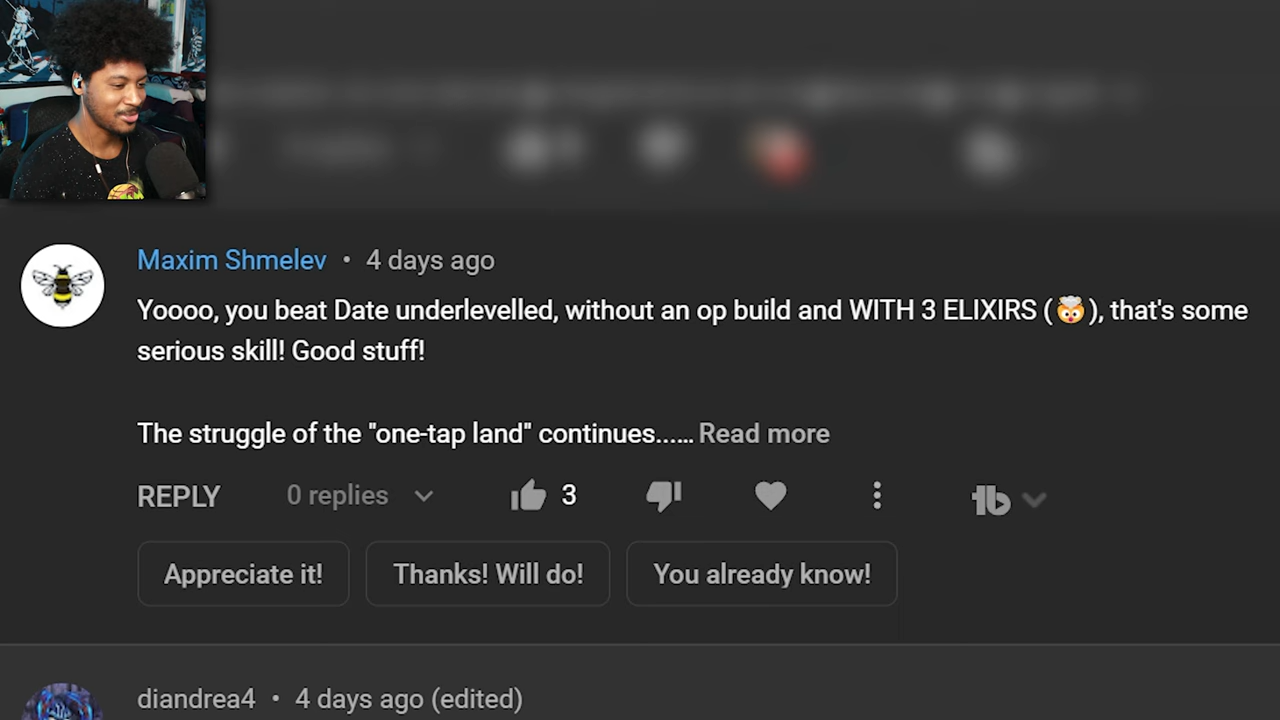 Maxim Shmelev • 4 days ago
Yoooo, you beat Date underlevelled, without an op build and WITH 3 ELIXIRS (🤯), that's some
serious skill! Good stuff!
The struggle of the "one-tap land" continues...... Read more
REPLY 0 replies 3
Appreciate it! Thanks! Will do! You already know!
diandrea4 • 4 days ago (edited)